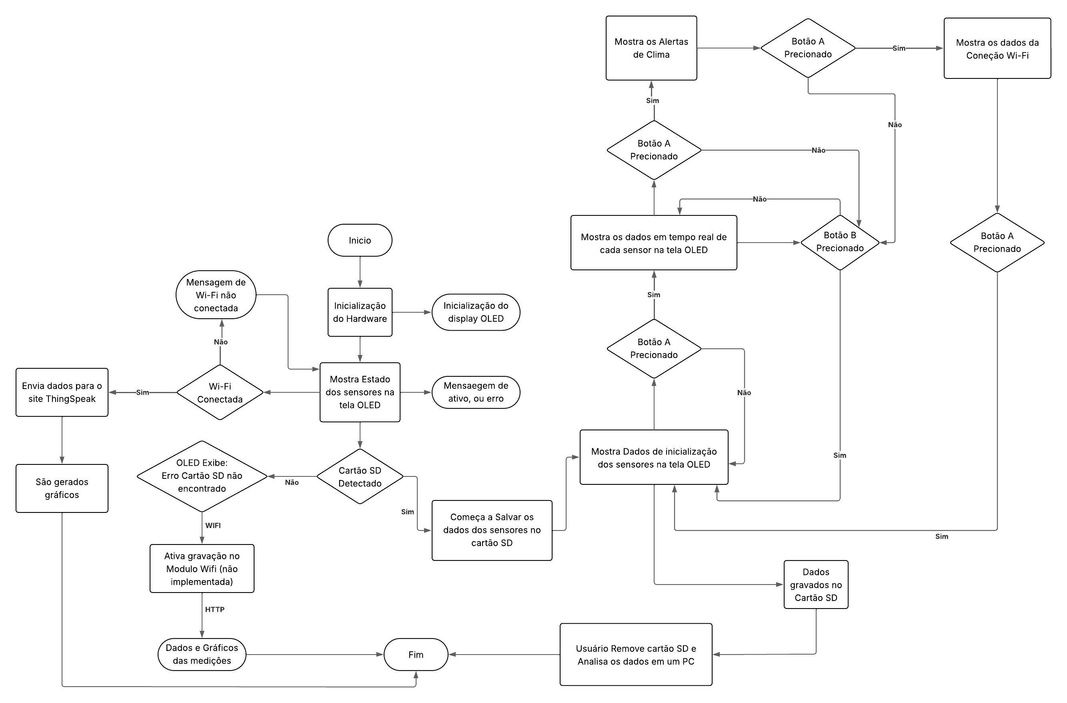 Mostra os Alertas
de Clima
Botão A
Precionado
Sim
Mostra os dados da
Coneção Wi-Fi
Não
Sim
Botão A
Precionado
Não
Não
Mostra os dados em tempo real de
cada sensor na tela OLED
Botão B
Precionado
Botão A
Precionado
Sim
Botão A
Precionado
Não
Sim
Sim
Mostra Dados de inicialização
dos sensores na tela OLED
Inicio
Inicialização
do Hardware
Inicialização do
display OLED
Mensagem de
Wi-Fi não
conectada
Não
Mostra Estado
dos sensores na
tela OLED
Mensaegem de
ativo, ou erro
Wi-Fi
Conectada
Sim
Envia dados para o
site ThingSpeak
São gerados
gráficos
Cartão SD
Detectado
Não
Sim
OLED Exibe:
Erro Cartão SD não
encontrado
WIFI
Ativa gravação no
Modulo Wifi (não
implementada)
HTTP
Dados e Gráficos
das medições
Começa a Salvar os
dados dos sensores no
cartão SD
Dados
gravados no
Cartão SD
Usuário Remove cartão SD e
Analisa os dados em um PC
Fim